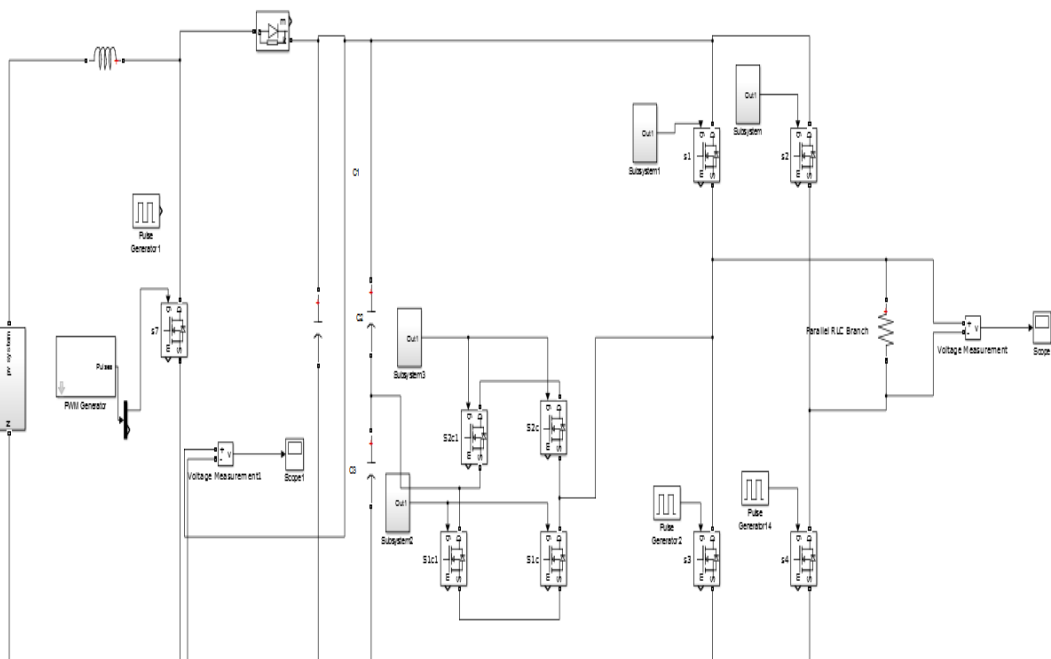 m
Out1
Subsystem
Out1
Subsystem1
s1
g
D
m
S
s2
g
D
m
S
C1
Pulse
Generator1
s7
g
D
m
S
pv system
N
Pulses
PWM Generator
C2
Out1
Subsystem3
Parallel RLC Branch
+
-
v
Voltage Measurement
Scope
S2c1
g
D
m
S
S2c
g
D
m
S
+
-
v
Voltage Measurement1
Scope1
C3
Out1
Subsystem2
Pulse
Generator2
Pulse
Generator14
S1c1
g
D
m
S
S1c
g
D
m
S
s3
g
D
m
S
s4
g
D
m
S